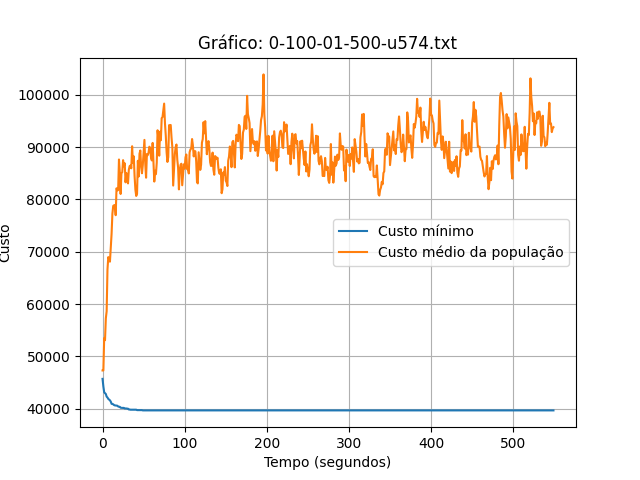 Gráfico: 0-100-01-500-u574.txt
100000
90000
80000
70000
60000
50000
40000
Custo
Custo mínimo
Custo médio da população
0
100
200
300
400
500
Tempo (segundos)